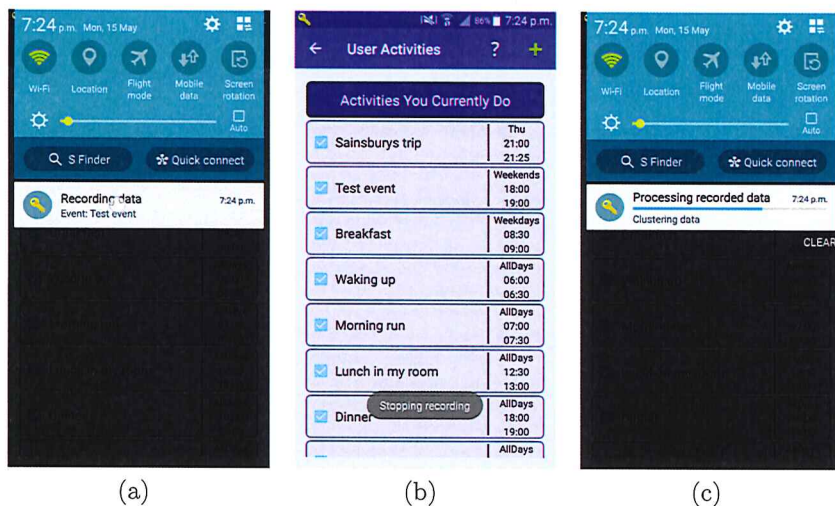 7:24 p.m. Mon, 15 May
Wi-Fi
Location
Flight mode
Mobile data
Screen rotation
Auto
S Finder
Quick connect
Recording data 7:24 p.m.
Event: Test event
(a)
86% 7:24 p.m.
User Activities ? +
Activities You Currently Do
Sainsburys trip
Thu
21:00
21:25
Test event
Weekends
18:00
19:00
Breakfast
Weekdays
08:30
09:00
Waking up
AllDays
06:00
06:30
Morning run
AllDays
07:00
07:30
Lunch in my room
AllDays
12:30
13:00
Dinner
AllDays
18:00
19:00
AllDays
Stopping recording
(b)
7:24 p.m. Mon, 15 May
Wi-Fi
Location
Flight mode
Mobile data
Screen rotation
Auto
S Finder
Quick connect
Processing recorded data 7:24 p.m.
Clustering data
CLEAR
(c)